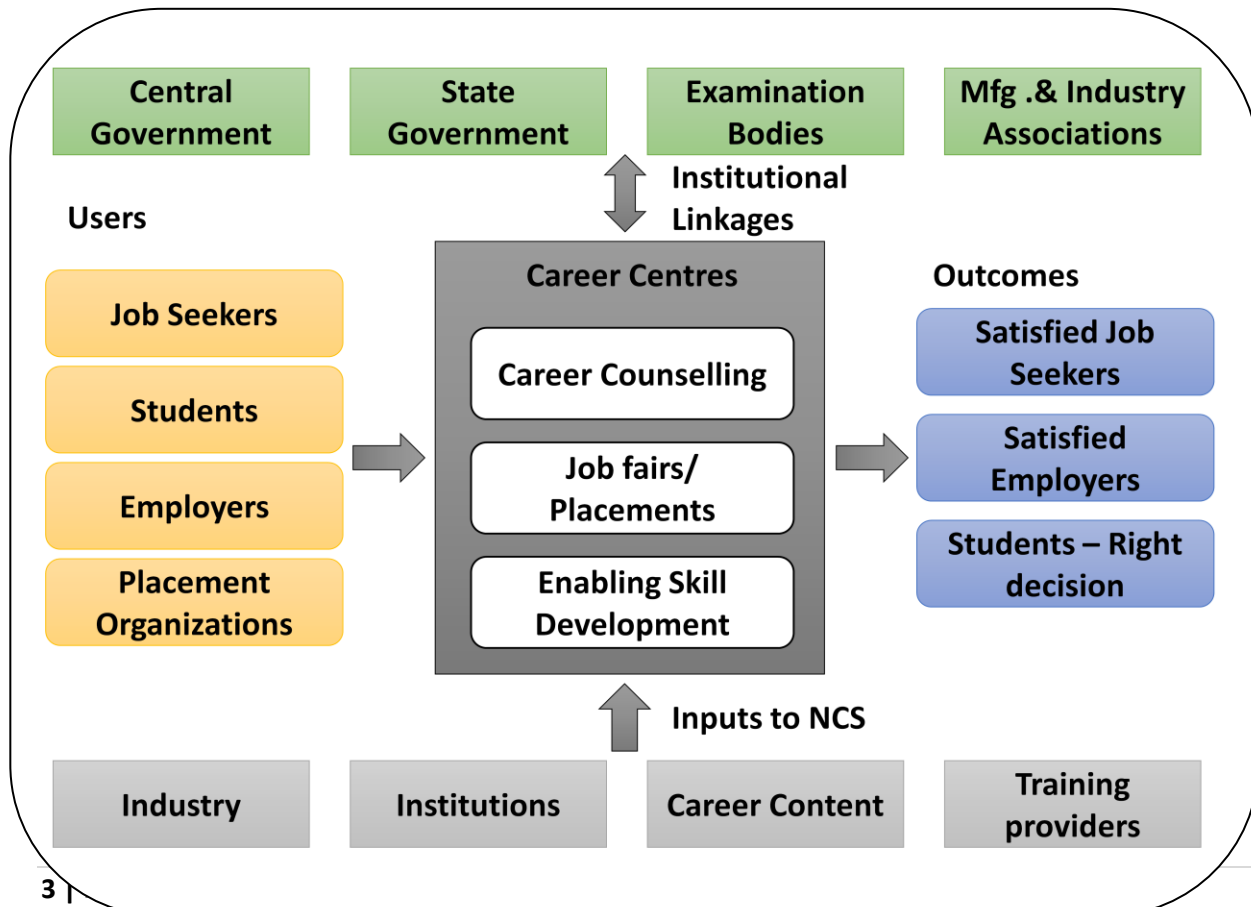 Central
Government
State
Government
Examination
Bodies
Mfg .& Industry
Associations
Institutional
Linkages
Users
Job Seekers
Students
Employers
Placement
Organizations
Career Centres
Career Counselling
Job fairs/
Placements
Enabling Skill
Development
Outcomes
Satisfied Job
Seekers
Satisfied
Employers
Students – Right
decision
Inputs to NCS
Industry
Institutions
Career Content
Training
providers
3 |